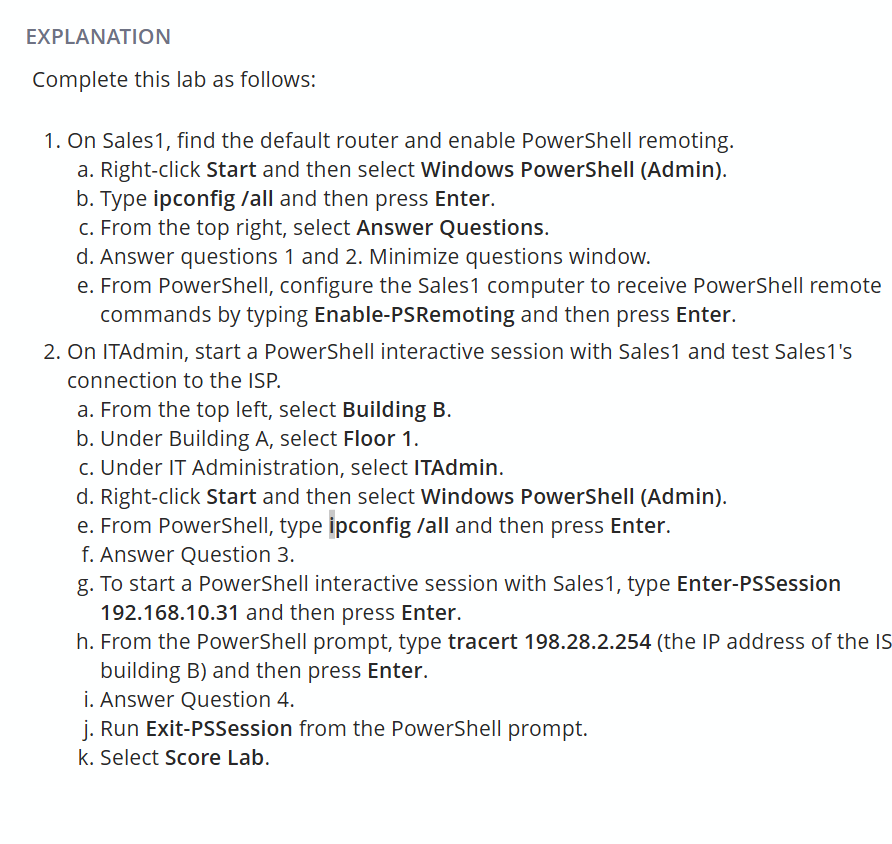 EXPLANATION
Complete this lab as follows:
1. On Sales1, find the default router and enable PowerShell remoting.
a. Right-click Start and then select Windows PowerShell (Admin).
b. Type ipconfig /all and then press Enter.
c. From the top right, select Answer Questions.
d. Answer questions 1 and 2. Minimize questions window.
e. From PowerShell, configure the Sales1 computer to receive PowerShell remote
commands by typing Enable-PSRemoting and then press Enter.
2. On ITAdmin, start a PowerShell interactive session with Sales1 and test Sales1's
connection to the ISP.
a. From the top left, select Building B.
b. Under Building A, select Floor 1.
c. Under IT Administration, select ITAdmin.
d. Right-click Start and then select Windows PowerShell (Admin).
e. From PowerShell, type ipconfig /all and then press Enter.
f. Answer Question 3.
g. To start a PowerShell interactive session with Sales1, type Enter-PSSession
192.168.10.31 and then press Enter.
h. From the PowerShell prompt, type tracert 198.28.2.254 (the IP address of the IS
building B) and then press Enter.
i. Answer Question 4.
j. Run Exit-PSSession from the PowerShell prompt.
k. Select Score Lab.